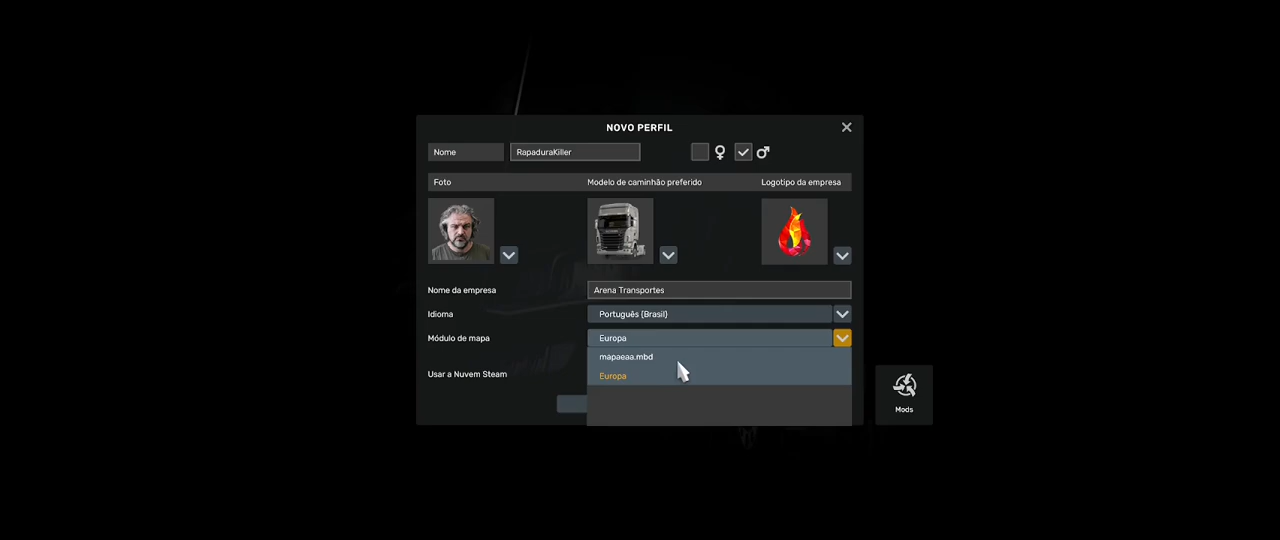 NOVO PERFIL
Nome
RapaduraKiller
Foto
Modelo de caminhão preferido
Logotipo da empresa
Nome da empresa
Arena Transportes
Idioma
Português (Brasil)
Módulo de mapa
Europa
mapaeaa.mbd
Europa
Usar a Nuvem Steam
Mods